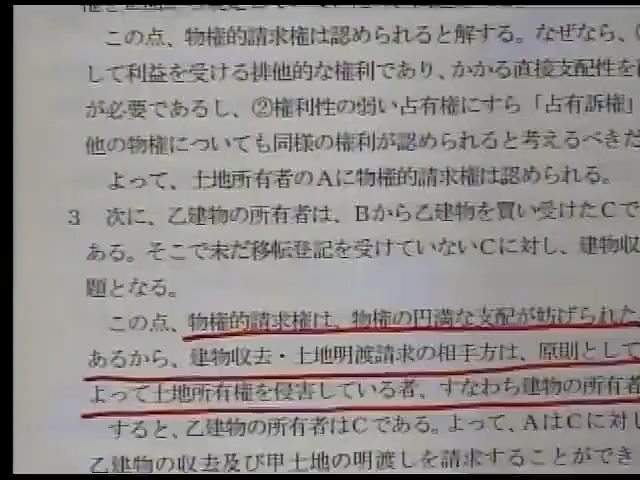 この点、物権的請求権は認められると解する。なぜなら、
して利益を受ける排他的な権利であり、かかる直接支配性を
が必要であるし、②権利性の弱い占有権にすら「占有訴権」
他の物権についても同様の権利が認められると考えるべきだ
よって、土地所有者のAに物権的請求権は認められる。
3 次に、乙建物の所有者は、Bから乙建物を買い受けたCで
ある。そこで未だ移転登記を受けていないCに対し、建物収
題となる。
この点、物権的請求権は、物権の円満な支配が妨げられた
あるから、建物収去・土地明渡請求の相手方は、原則として
よって土地所有権を侵害している者、すなわち建物の所有者
すると、乙建物の所有者はCである。よって、AはCに対し
乙建物の収去及び甲土地の明渡しを請求することができ